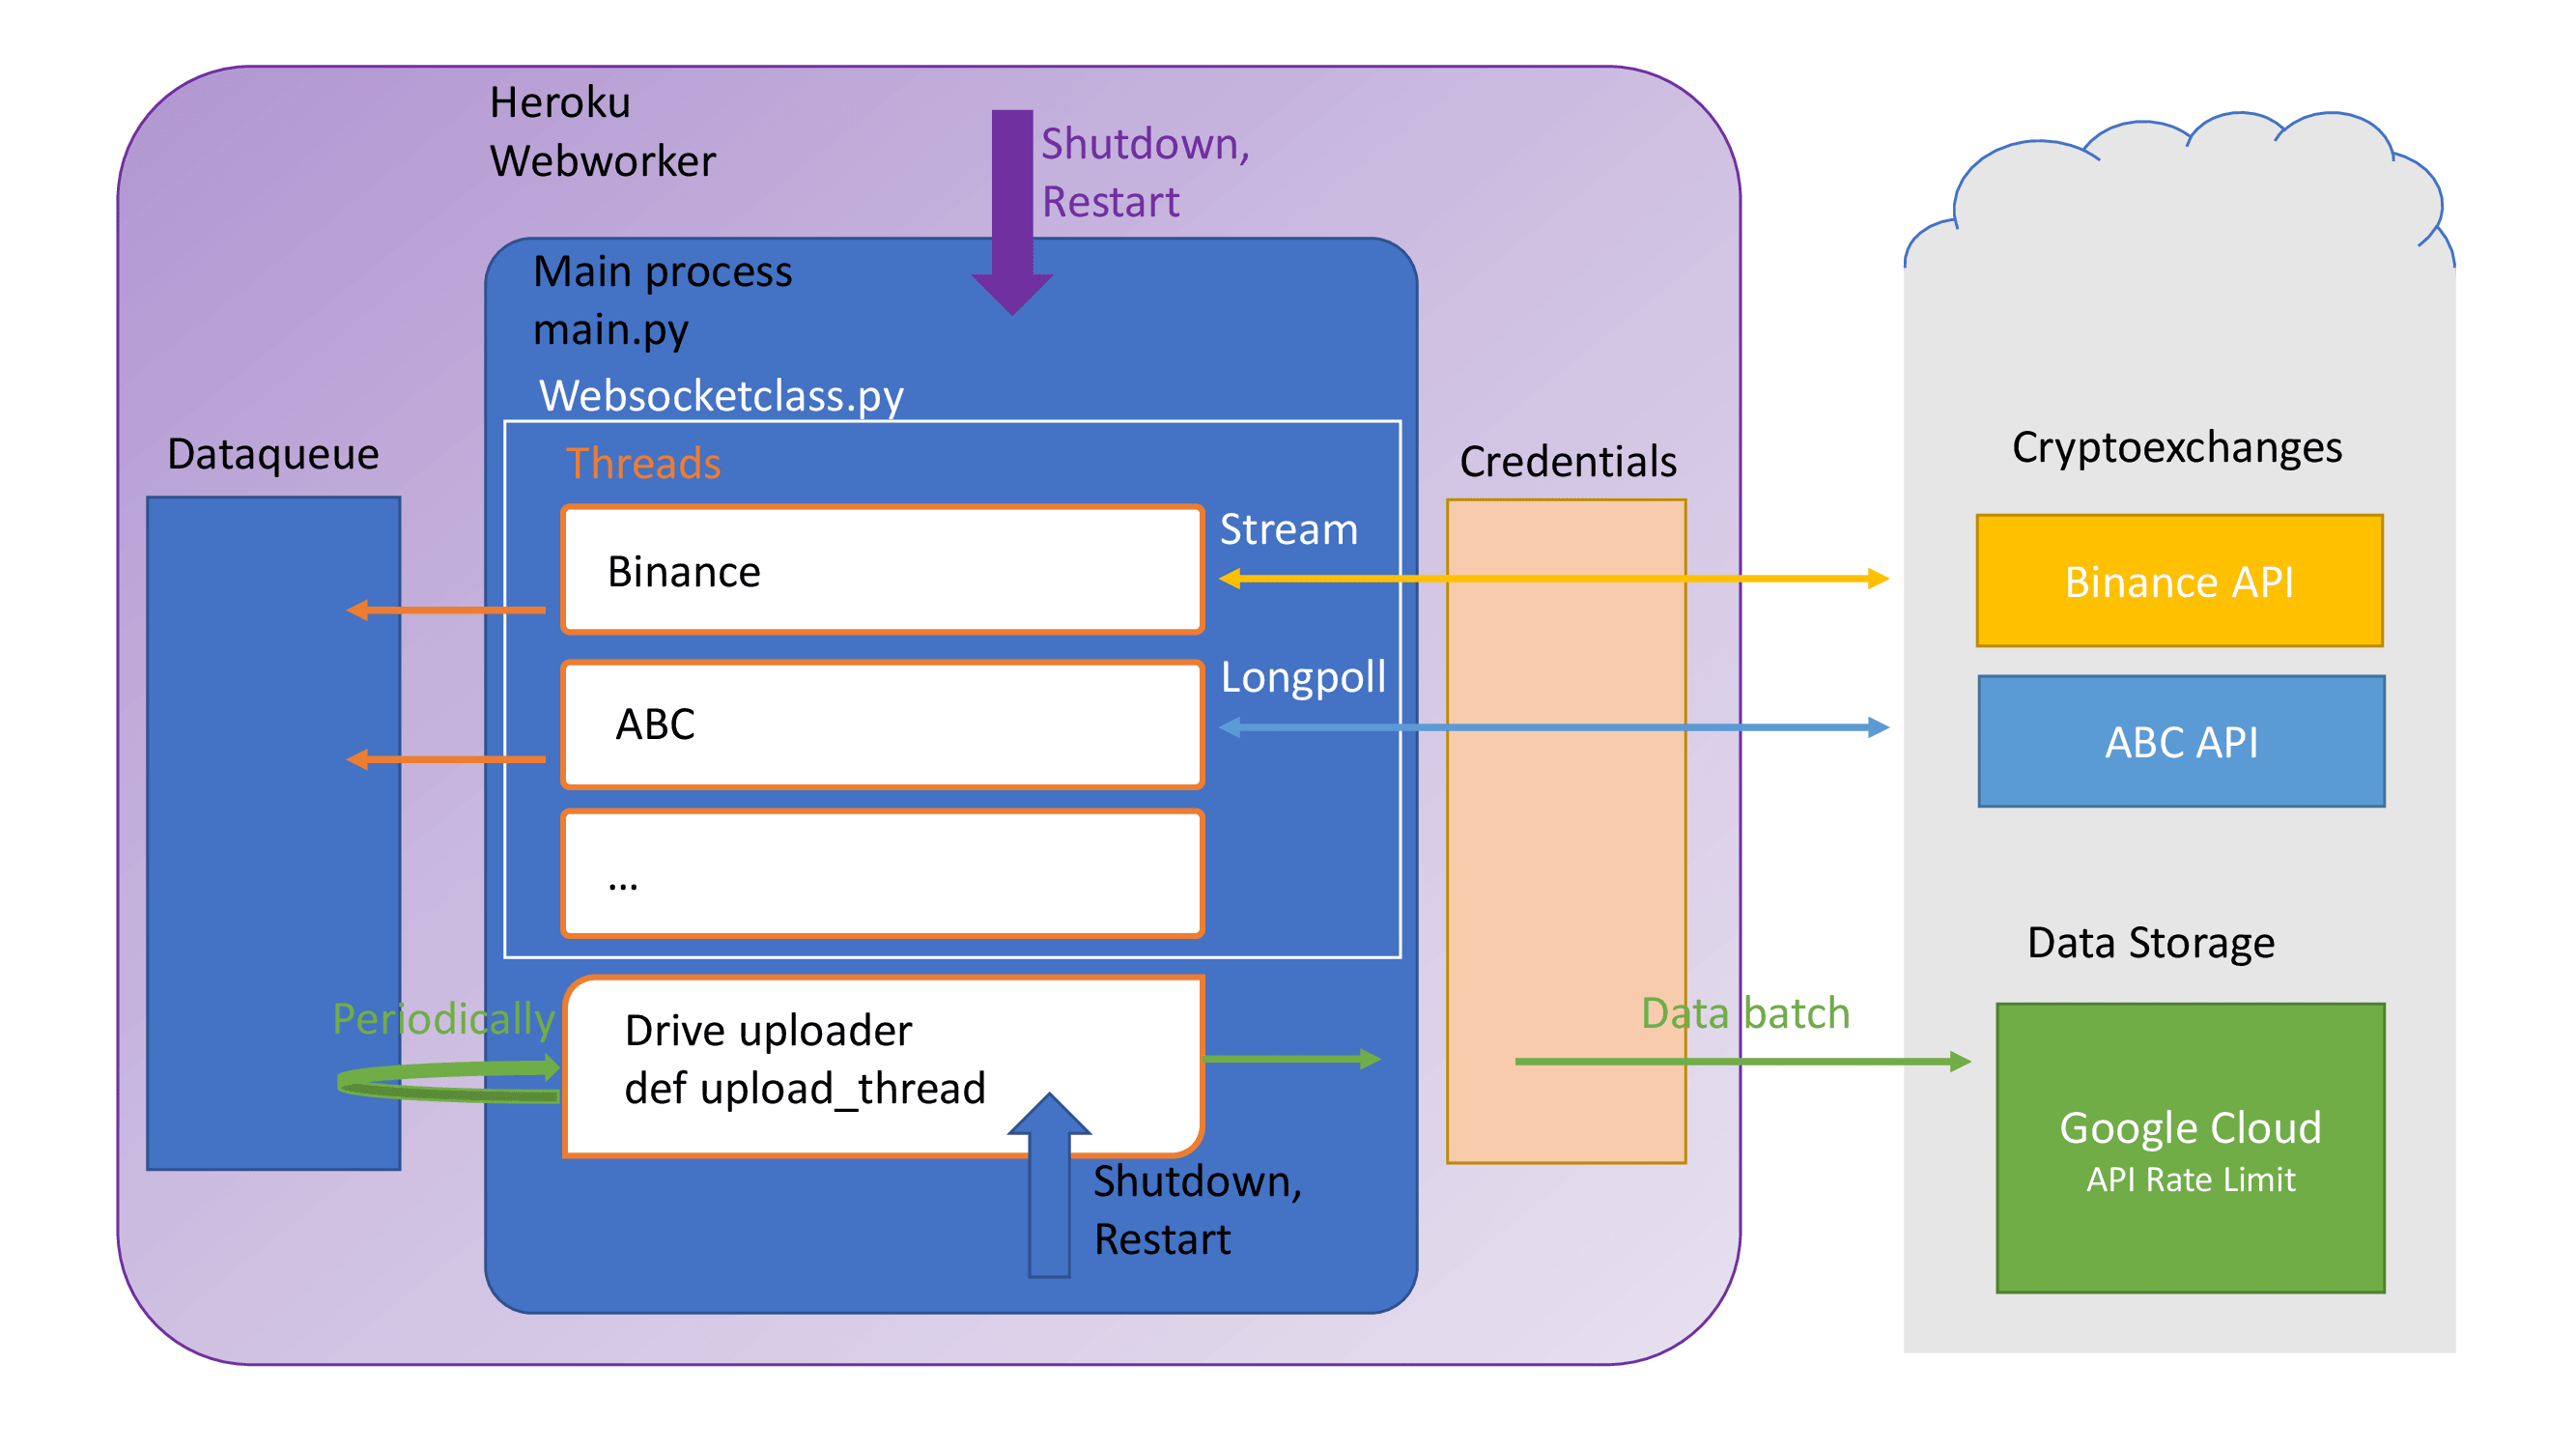 Heroku
Webworker
Shutdown,
Restart
Main process
main.py
Websocketclass.py
Dataqueue
Threads
Credentials
Cryptoexchanges
Binance
Stream
Binance API
ABC
Longpoll
ABC API
...
Data Storage
Periodically
Drive uploader
def upload_thread
Data batch
Google Cloud
API Rate Limit
Shutdown,
Restart